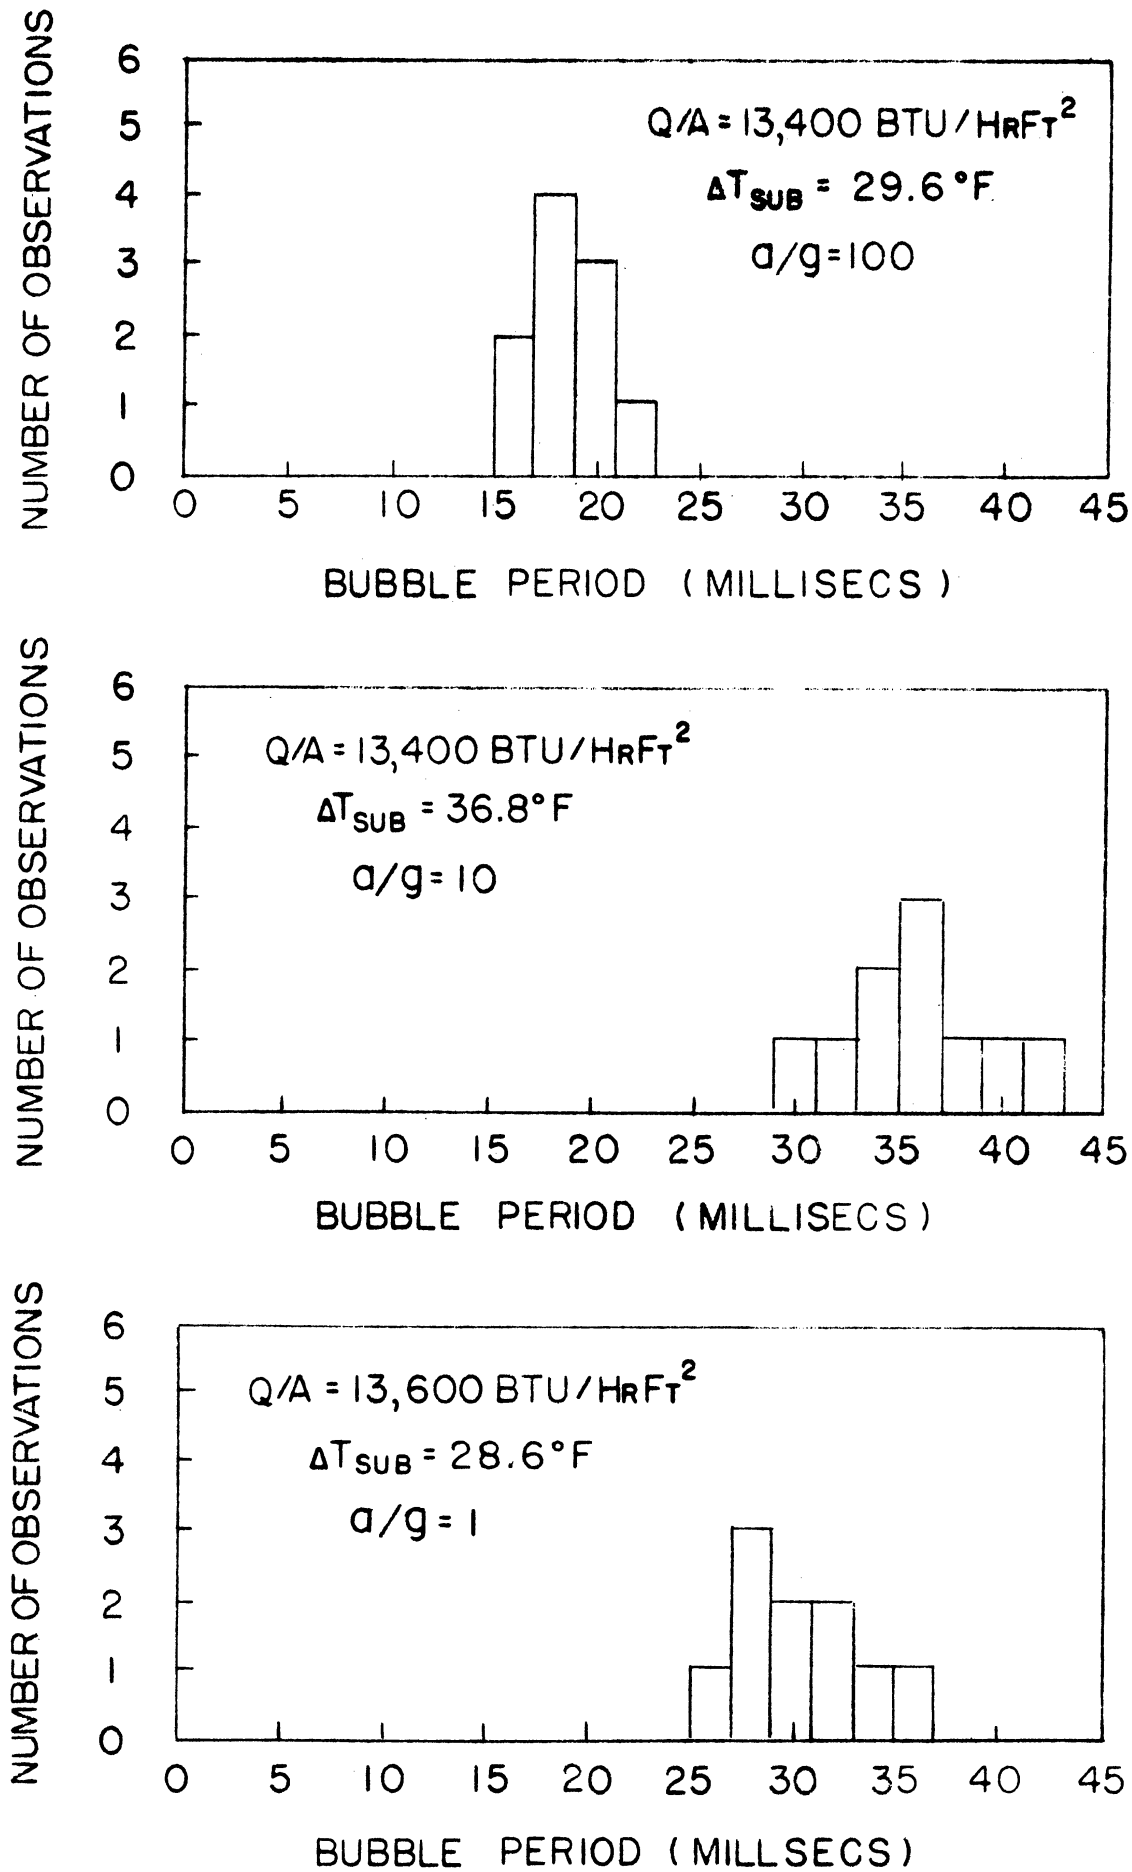 NUMBER OF OBSERVATIONS
6
5
4
3
2
1
0
Q/A = 13,400 BTU/HRFT²
ΔTSUB = 29.6°F
a/g=100
0 5 10 15 20 25 30 35 40 45
BUBBLE PERIOD (MILLISECS)
NUMBER OF OBSERVATIONS
6
5
4
3
2
1
0
Q/A = 13,400 BTU/HRFT²
ΔTSUB = 36.8°F
a/g = 10
0 5 10 15 20 25 30 35 40 45
BUBBLE PERIOD (MILLISECS)
NUMBER OF OBSERVATIONS
6
5
4
3
2
1
0
Q/A = 13,600 BTU/HRFT²
ΔTSUB = 28.6°F
a/g = 1
0 5 10 15 20 25 30 35 40 45
BUBBLE PERIOD (MILLSECS)